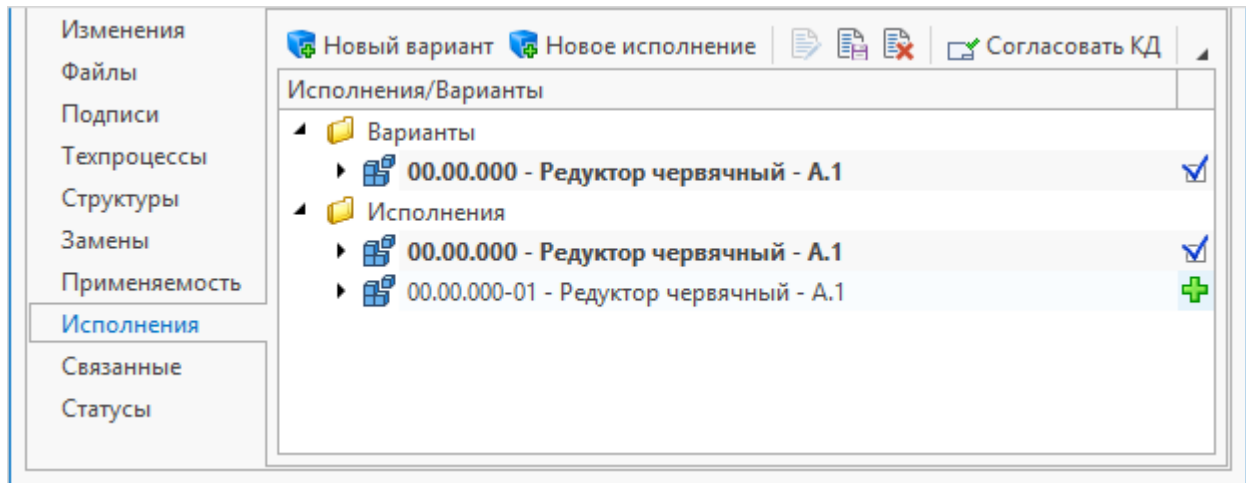 Изменения
Файлы
Подписи
Техпроцессы
Структуры
Замены
Применяемость
Исполнения
Связанные
Статусы
Новый вариант Новое исполнение Согласовать КД
Исполнения/Варианты
Варианты
00.00.000 - Редуктор червячный - А.1
Исполнения
00.00.000 - Редуктор червячный - А.1
00.00.000-01 - Редуктор червячный - А.1